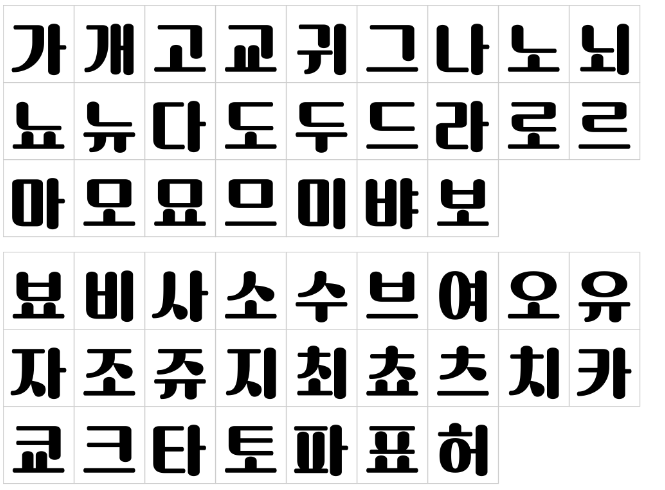 가개고교귀그나노뇌
뇨뉴다도두드라로르
마모묘므미뱌보
뵤비사소수브여오유
자조쥬지최쵸츠치카
쿄크타토파표허